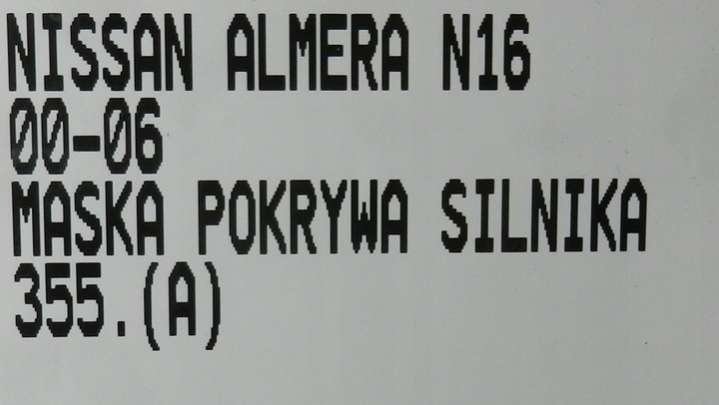 NISSAN ALMERA N16
00-06
MASKA POKRYWA SILNIKA
355.(A)